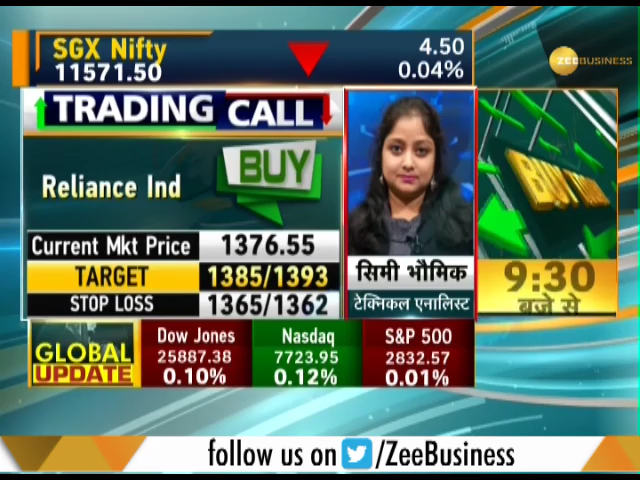 SGX Nifty
11571.50
4.50
0.04%
ZEEBUSINESS
TRADING CALL
Reliance Ind
BUY
Current Mkt Price 1376.55
TARGET 1385/1393
STOP LOSS 1365/1362
सिमी भौमिक
टेक्निकल एनालिस्ट
9:30
बजे से
GLOBAL
UPDATE
Dow Jones
25887.38
0.10%
Nasdaq
7723.95
0.12%
S&P 500
2832.57
0.01%
follow us on /ZeeBusiness